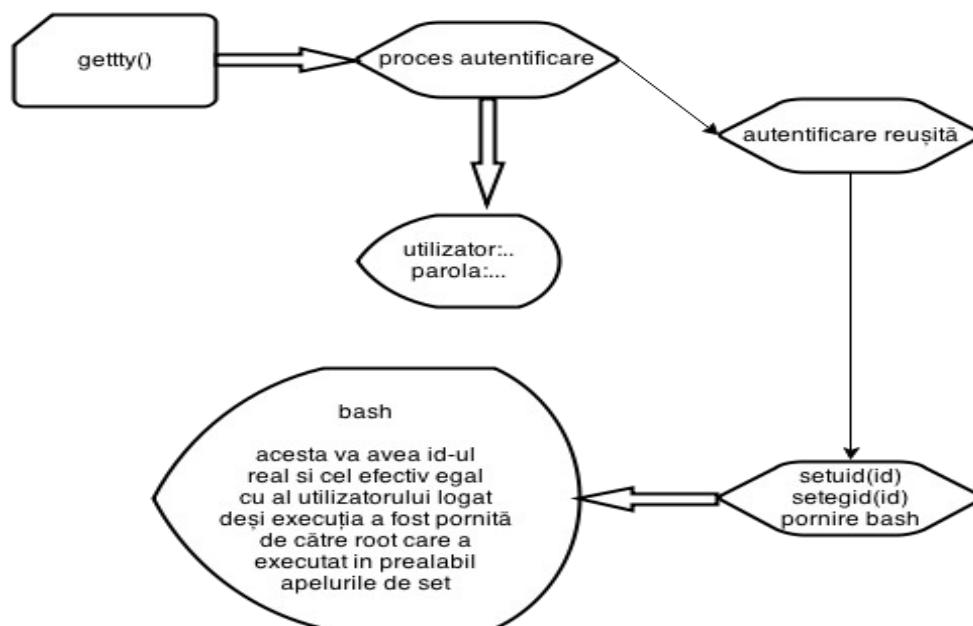 gettty()
proces autentificare
autentificare reușită
utilizator:..
parola:...
bash
acesta va avea id-ul
real si cel efectiv egal
cu al utilizatorului logat
deși execuția a fost pornită
de către root care a
executat in prealabil
apelurile de set
setuid(id)
setegid(id)
pornire bash